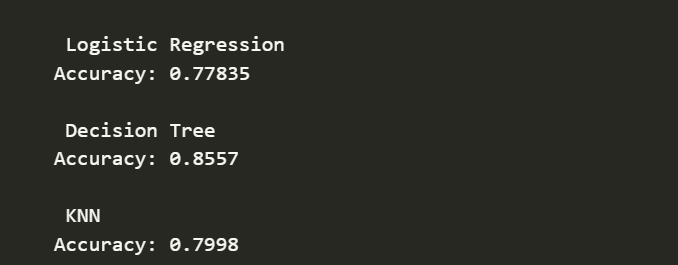 Logistic Regression
Accuracy: 0.77835
Decision Tree
Accuracy: 0.8557
KNN
Accuracy: 0.7998